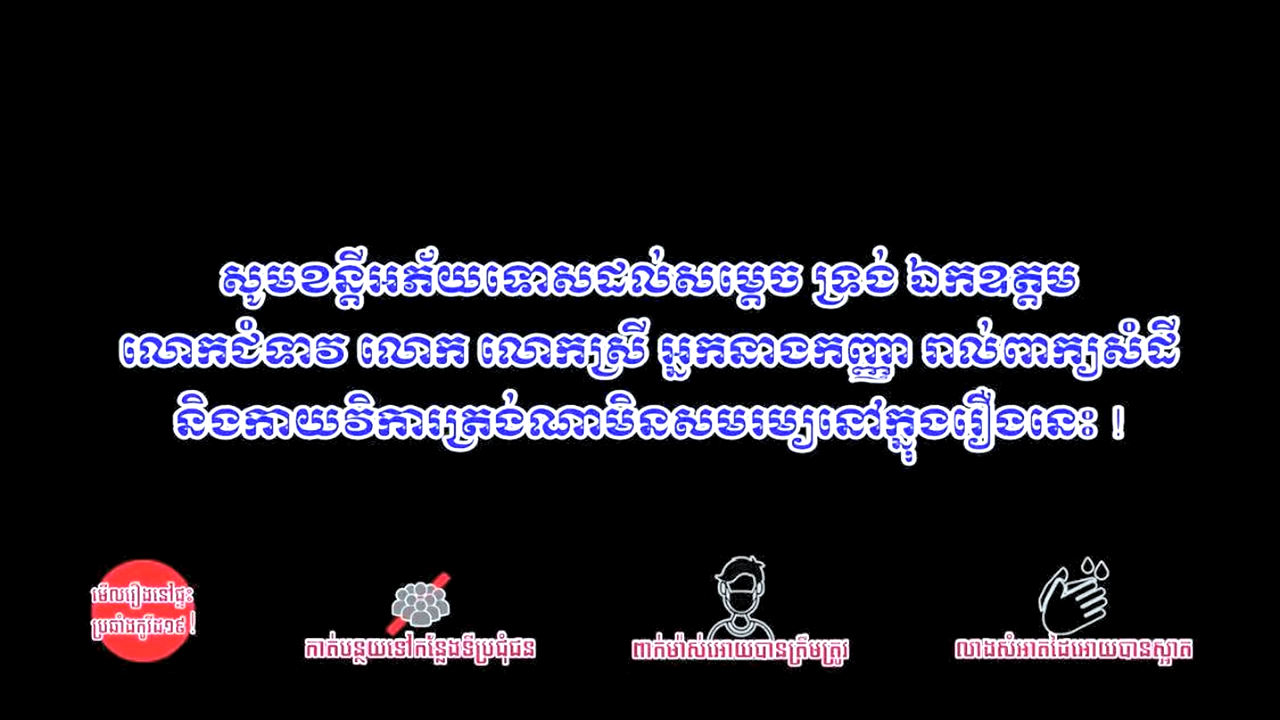 សូមខន្តីអភ័យទោសដល់សម្ដេច ទ្រង់ ឯកឧត្តម
លោកជំទាវ លោក លោកស្រី អ្នកនាងកញ្ញា រាល់ពាក្យសំដី
និងកាយវិការត្រង់ណាមិនសមរម្យនៅក្នុងរឿងនេះ !
មើលរឿងនៅផ្ទះ
ប្រឆាំងកូវីដ១៩ !
កាត់បន្ថយទៅកន្លែងទីប្រជុំជន
ពាក់ម៉ាស់អោយបានត្រឹមត្រូវ
លាងសំអាតដៃអោយបានស្អាត